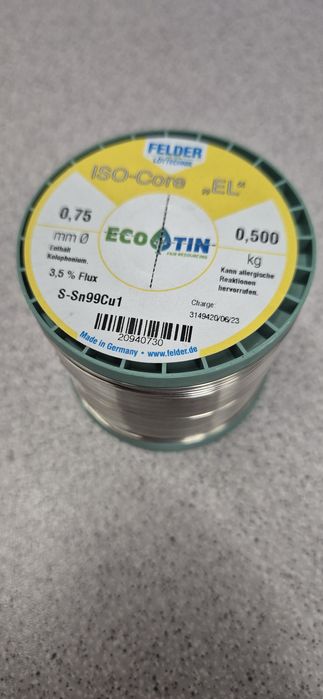 FELDER
Löttechnik
ISO-Core „EL“
0,75
mm Ø
Enthält
Kolophonium.
3,5 % Flux
S-Sn99Cu1
ECO TIN
FAIR RESOURCING
0,500
kg
Kann allergische
Reaktionen
hervorrufen.
Charge:
3149420/06/23
20940730
Made in Germany • www.felder.de